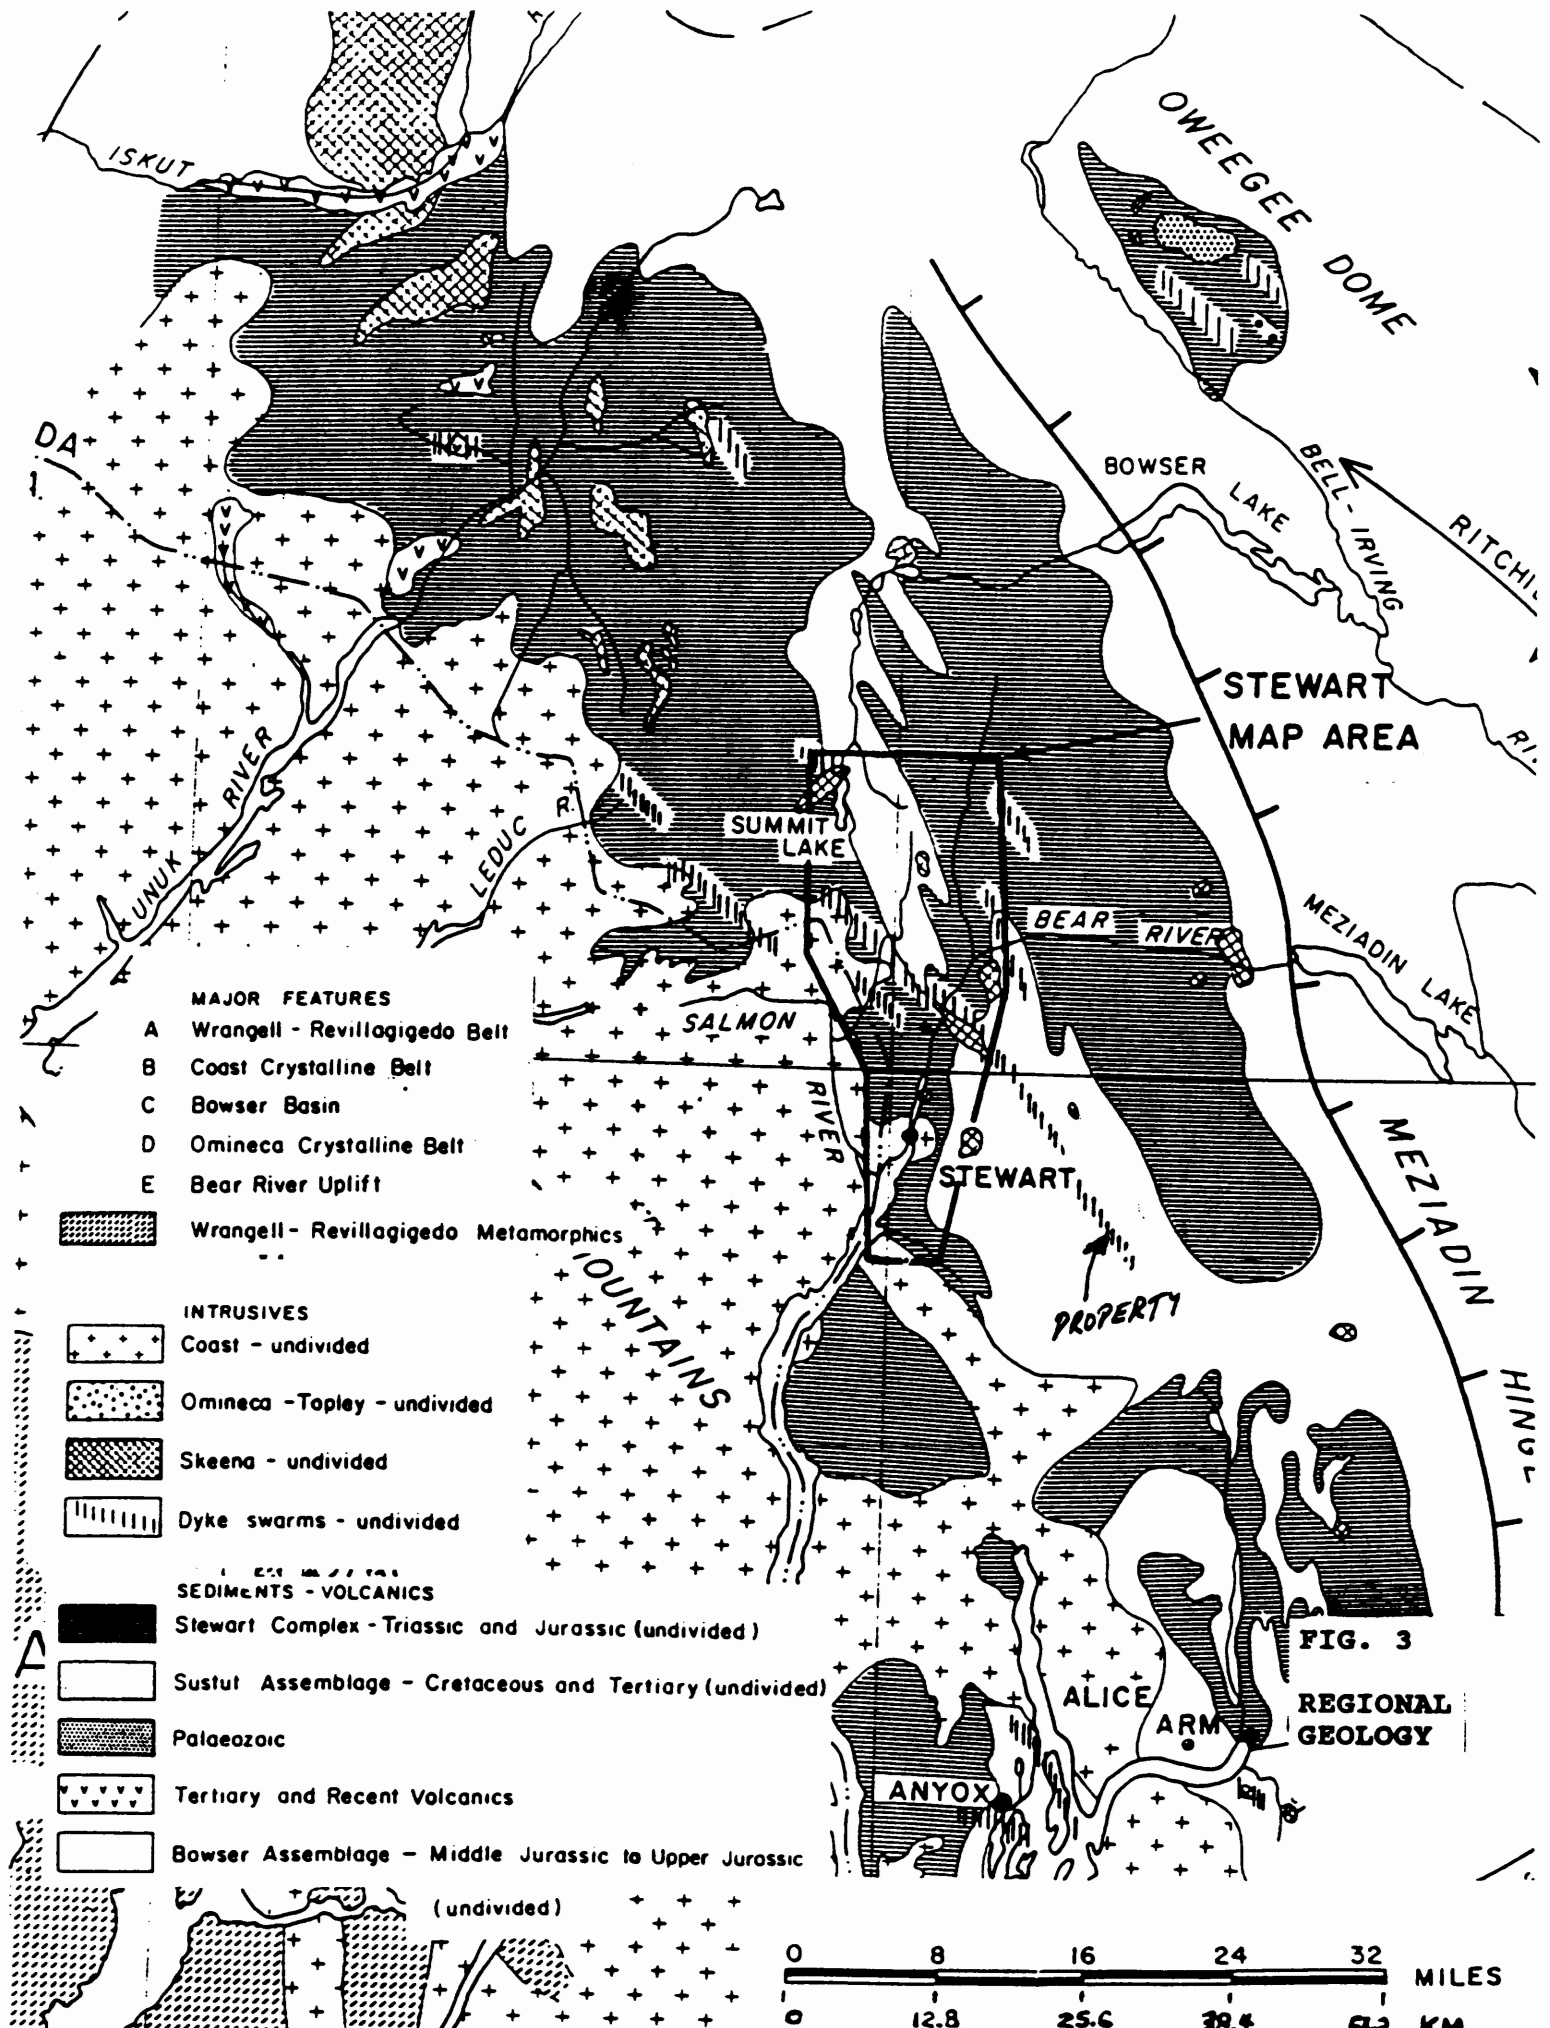 ISKUT
OWEEGEE DOME
DA
BOWSER LAKE
BELL-IRVING
STEWART
MAP AREA
UNUK RIVER
LEDUC R.
SUMMIT
LAKE
BEAR RIVER
MEZIADIN LAKE
SALMON
RIVER
STEWART
MEZIADIN
PROPERTY
MAJOR FEATURES
A Wrangell - Revillagigedo Belt
B Coast Crystalline Belt
C Bowser Basin
D Omineca Crystalline Belt
E Bear River Uplift
Wrangell - Revillagigedo Metamorphics
OUNTAINS
INTRUSIVES
Coast - undivided
Omineca - Topley - undivided
Skeena - undivided
Dyke swarms - undivided
SEDIMENTS - VOLCANICS
Stewart Complex - Triassic and Jurassic (undivided)
Sustut Assemblage - Cretaceous and Tertiary (undivided)
Palaeozoic
Tertiary and Recent Volcanics
Bowser Assemblage - Middle Jurassic to Upper Jurassic
(undivided)
A
ALICE
ARM
ANYOX
FIG. 3
REGIONAL
GEOLOGY
0 8 16 24 32 MILES
0 12.8 25.6 KM